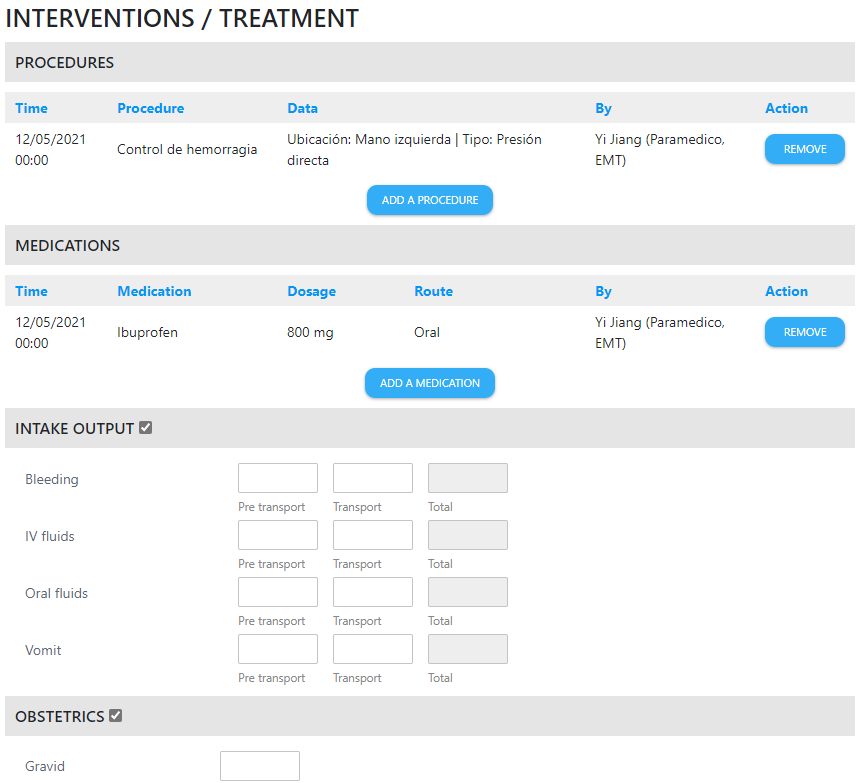 INTERVENTIONS / TREATMENT
PROCEDURES
Time Procedure Data By Action
12/05/2021 00:00 Control de hemorragia Ubicación: Mano izquierda | Tipo: Presión directa Yi Jiang (Paramedico, EMT) REMOVE
ADD A PROCEDURE
MEDICATIONS
Time Medication Dosage Route By Action
12/05/2021 00:00 Ibuprofen 800 mg Oral Yi Jiang (Paramedico, EMT) REMOVE
ADD A MEDICATION
INTAKE OUTPUT
Bleeding
Pre transport Transport Total
IV fluids
Pre transport Transport Total
Oral fluids
Pre transport Transport Total
Vomit
Pre transport Transport Total
OBSTETRICS
Gravid